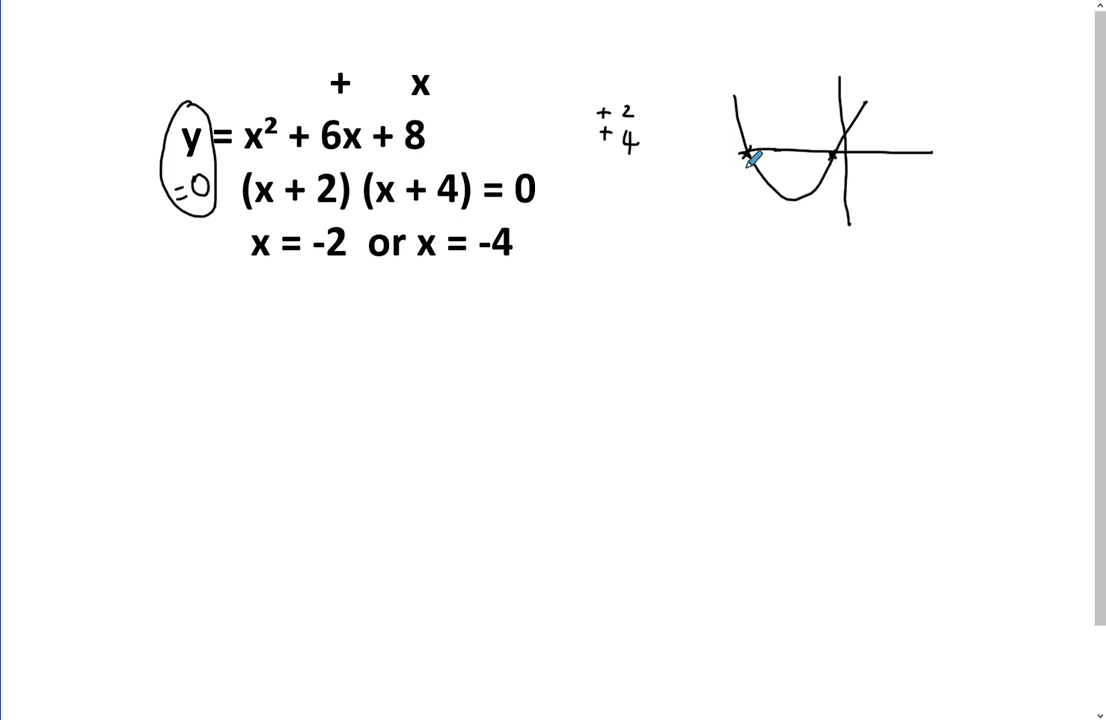 + x
y = x² + 6x + 8
=0 (x + 2) (x + 4) = 0
x = -2 or x = -4
+ 2
+ 4